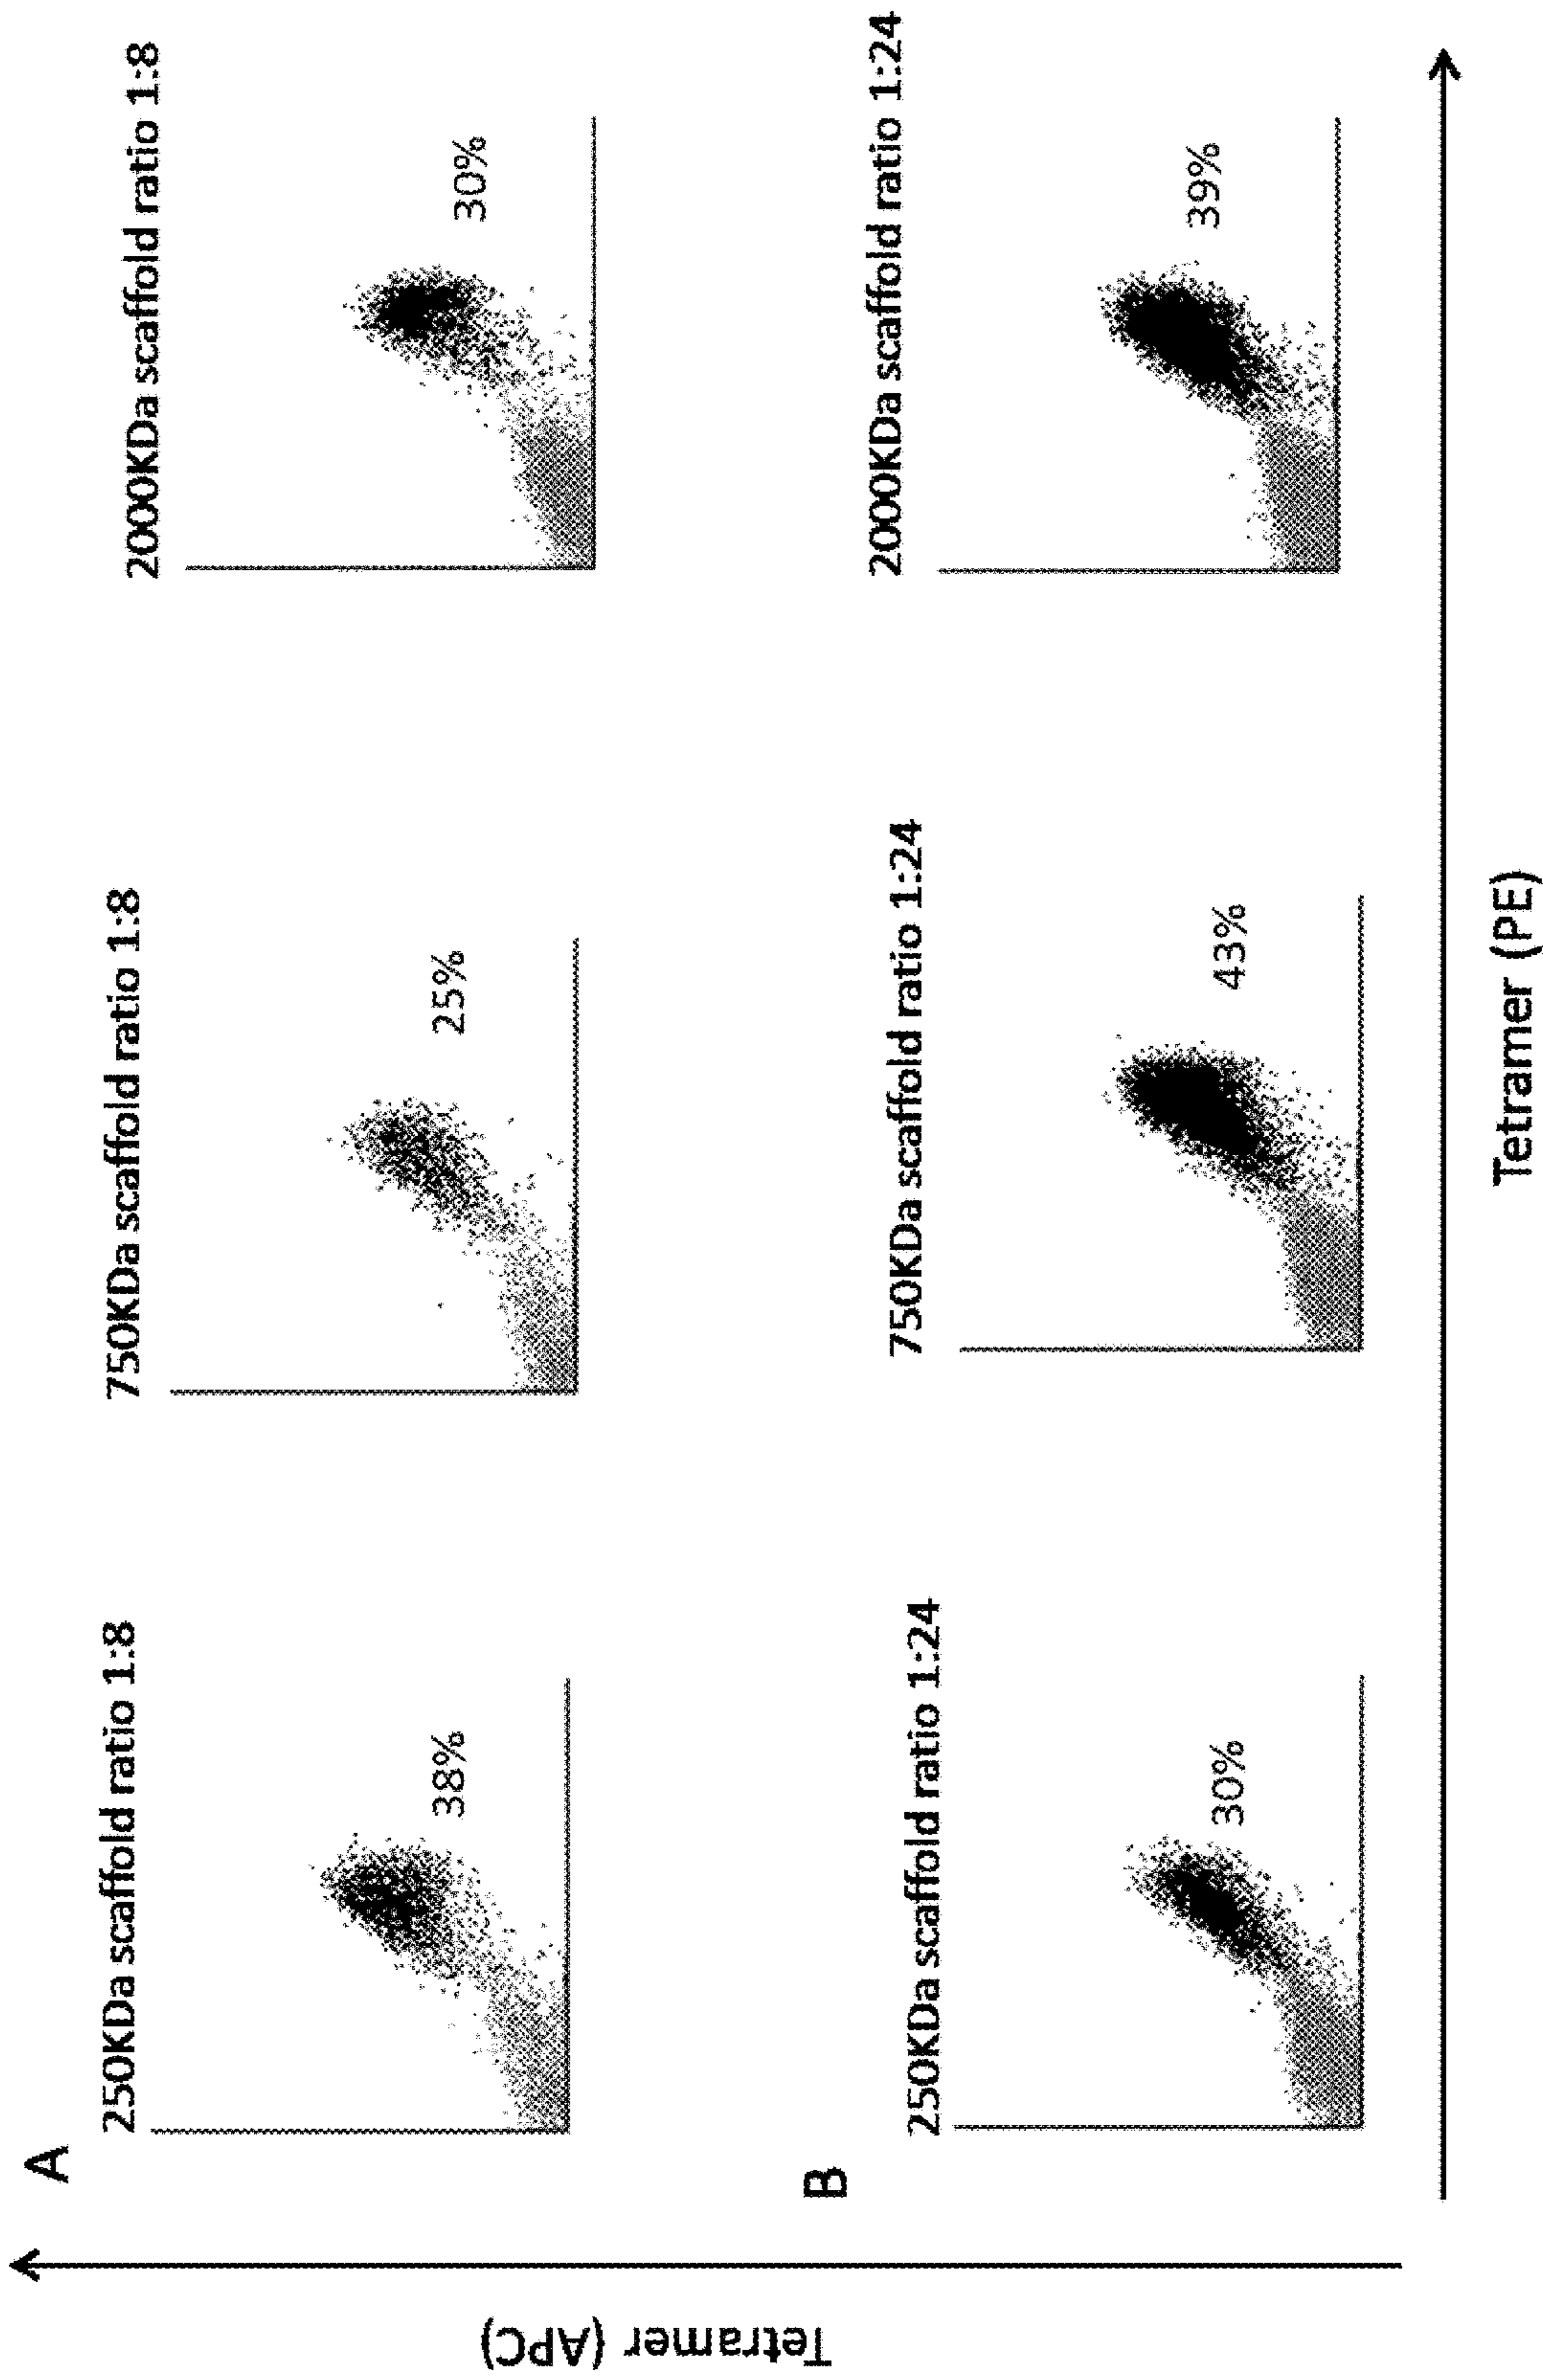 A
250KDa scaffold ratio 1:8
750KDa scaffold ratio 1:8
2000KDa scaffold ratio 1:8
38%
25%
30%
B
250KDa scaffold ratio 1:24
750KDa scaffold ratio 1:24
2000KDa scaffold ratio 1:24
30%
43%
39%
Tetramer (APC)
Tetramer (PE)